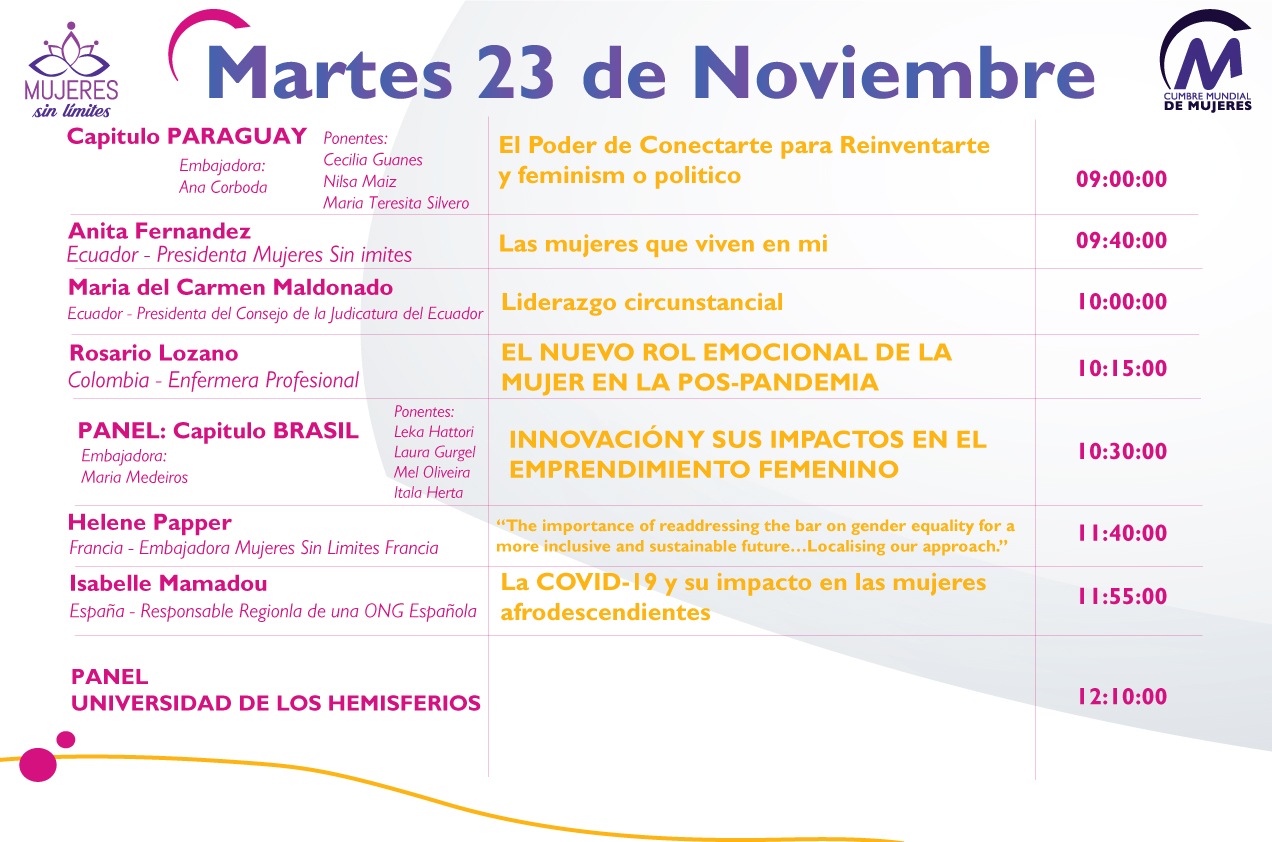 MUJERES
sin límites
Martes 23 de Noviembre
CUMBRE MUNDIAL
DE MUJERES
Capitulo PARAGUAY
Embajadora:
Ana Corboda
Ponentes:
Cecilia Guanes
Nilsa Maiz
Maria Teresita Silvero
El Poder de Conectarte para Reinventarte
y feminism o politico
09:00:00
Anita Fernandez
Ecuador - Presidenta Mujeres Sin imites
Las mujeres que viven en mi
09:40:00
Maria del Carmen Maldonado
Ecuador - Presidenta del Consejo de la Judicatura del Ecuador
Liderazgo circunstancial
10:00:00
Rosario Lozano
Colombia - Enfermera Profesional
EL NUEVO ROL EMOCIONAL DE LA
MUJER EN LA POS-PANDEMIA
10:15:00
PANEL: Capitulo BRASIL
Embajadora:
Maria Medeiros
Ponentes:
Leka Hattori
Laura Gurgel
Mel Oliveira
Itala Herta
INNOVACIÓN Y SUS IMPACTOS EN EL
EMPRENDIMIENTO FEMENINO
10:30:00
Helene Papper
Francia - Embajadora Mujeres Sin Limites Francia
“The importance of readdressing the bar on gender equality for a
more inclusive and sustainable future…Localising our approach.”
11:40:00
Isabelle Mamadou
España - Responsable Regionla de una ONG Española
La COVID-19 y su impacto en las mujeres
afrodescendientes
11:55:00
PANEL
UNIVERSIDAD DE LOS HEMISFERIOS
12:10:00